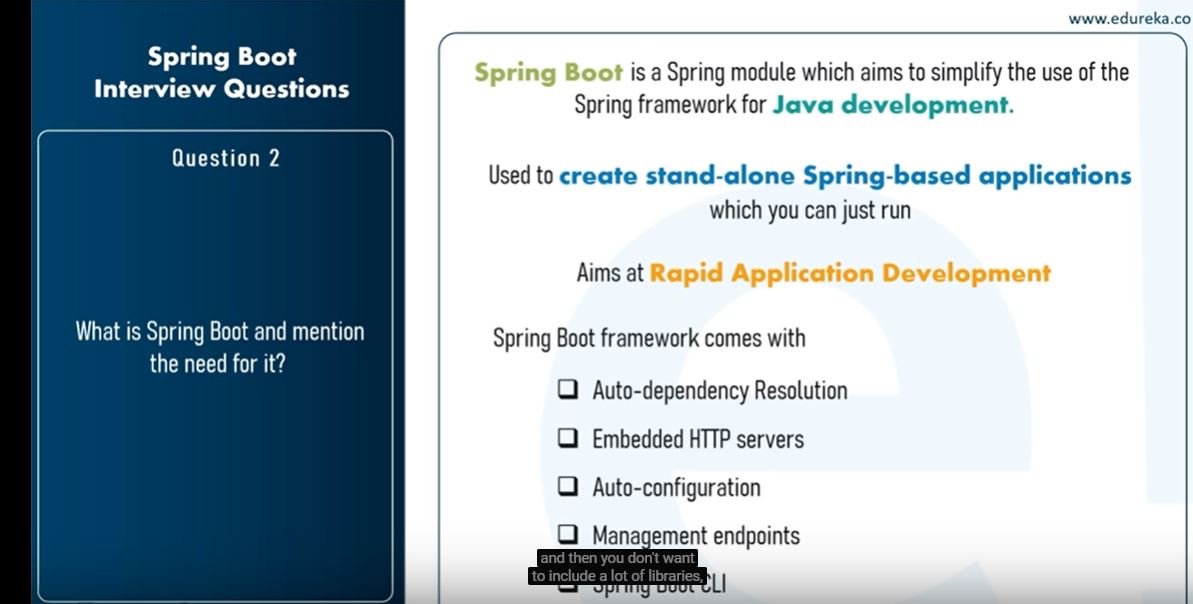 www.edureka.co
Spring Boot
Interview Questions
Question 2
What is Spring Boot and mention
the need for it?
Spring Boot is a Spring module which aims to simplify the use of the
Spring framework for Java development.
Used to create stand-alone Spring-based applications
which you can just run
Aims at Rapid Application Development
Spring Boot framework comes with
Auto-dependency Resolution
Embedded HTTP servers
Auto-configuration
Management endpoints
Spring Boot CLI
and then you don't want
to include a lot of libraries,